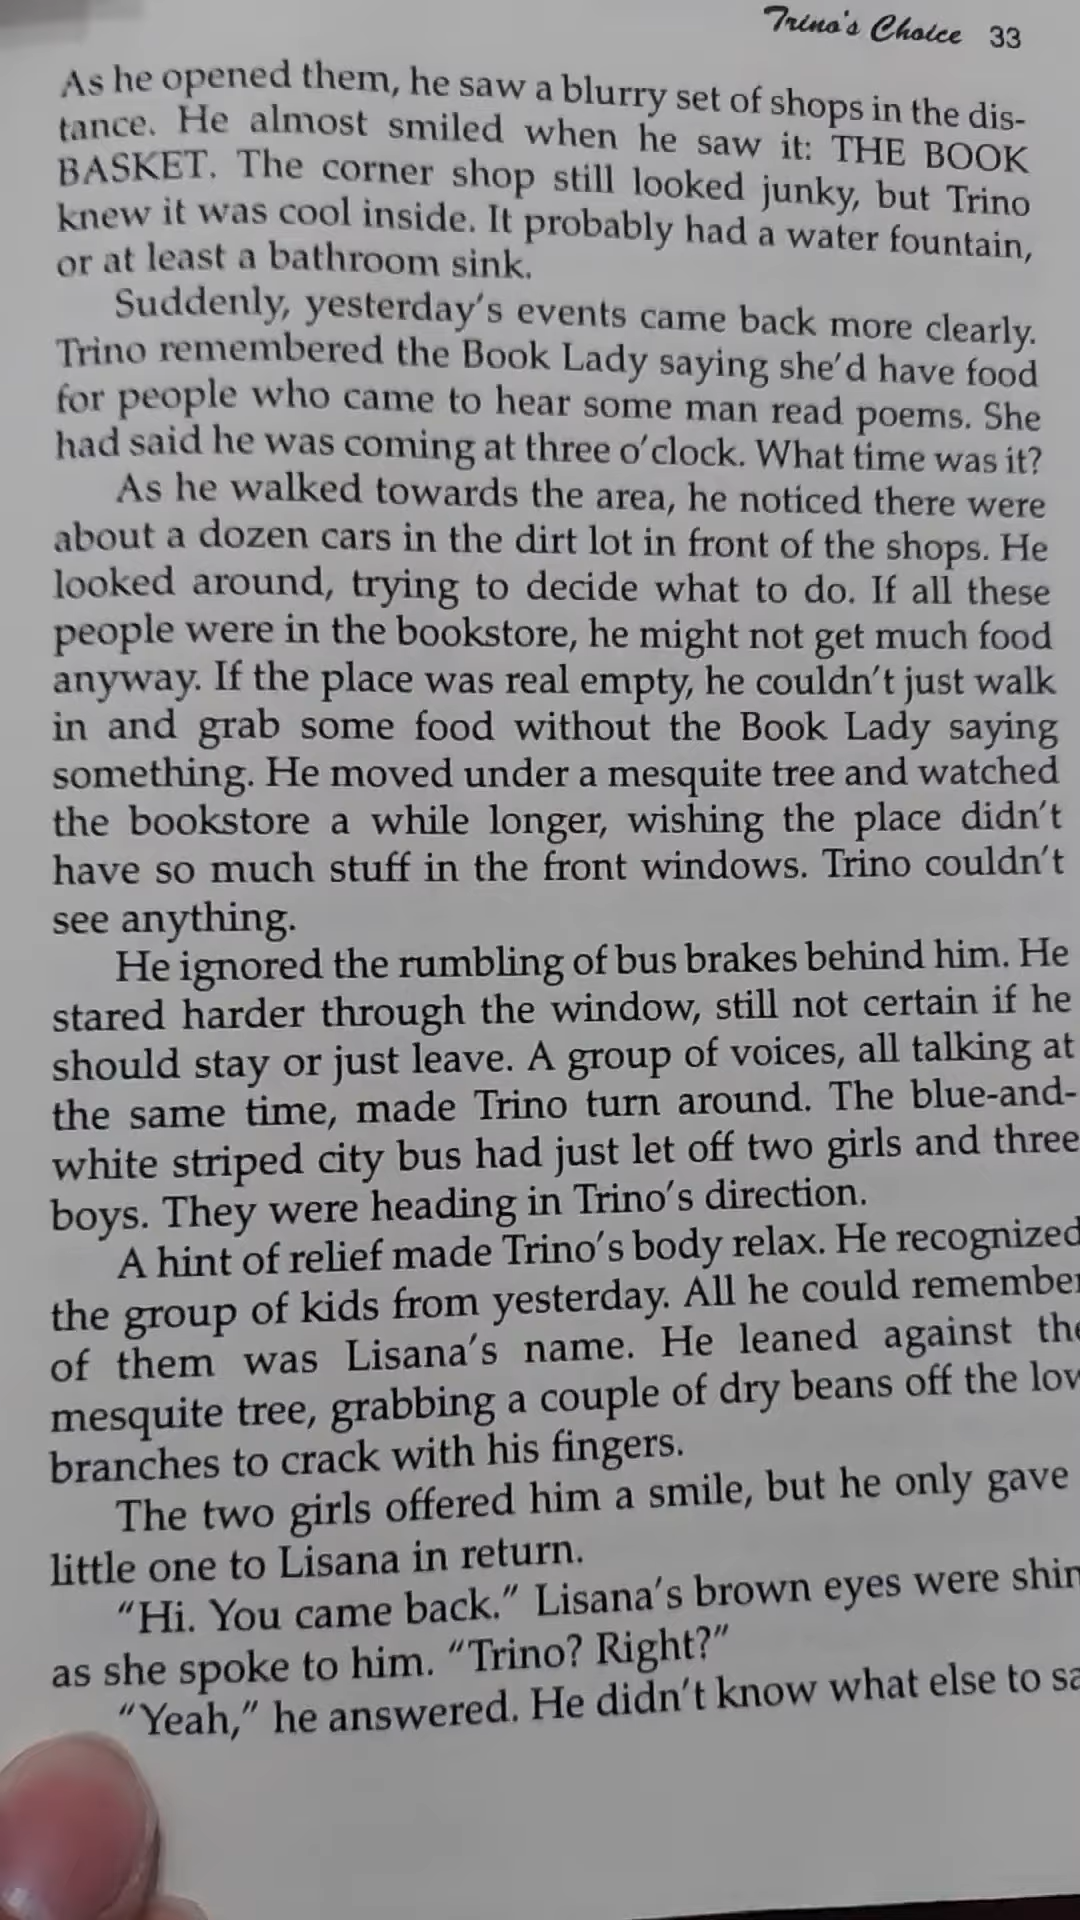 Trino's Choice 33
As he opened them, he saw a blurry set of shops in the dis-
tance. He almost smiled when he saw it: THE BOOK
BASKET. The corner shop still looked junky, but Trino
knew it was cool inside. It probably had a water fountain,
or at least a bathroom sink.
Suddenly, yesterday's events came back more clearly.
Trino remembered the Book Lady saying she'd have food
for people who came to hear some man read poems. She
had said he was coming at three o'clock. What time was it?
As he walked towards the area, he noticed there were
about a dozen cars in the dirt lot in front of the shops. He
looked around, trying to decide what to do. If all these
people were in the bookstore, he might not get much food
anyway. If the place was real empty, he couldn't just walk
in and grab some food without the Book Lady saying
something. He moved under a mesquite tree and watched
the bookstore a while longer, wishing the place didn't
have so much stuff in the front windows. Trino couldn't
see anything.
He ignored the rumbling of bus brakes behind him. He
stared harder through the window, still not certain if he
should stay or just leave. A group of voices, all talking at
the same time, made Trino turn around. The blue-and-
white striped city bus had just let off two girls and three
boys. They were heading in Trino's direction.
A hint of relief made Trino's body relax. He recognized
the group of kids from yesterday. All he could remember
of them was Lisana's name. He leaned against the
mesquite tree, grabbing a couple of dry beans off the
branches to crack with his fingers.
The two girls offered him a smile, but he only gave
little one to Lisana in return.
"Hi. You came back." Lisana's brown eyes were
as she spoke to him. "Trino? Right?"
"Yeah," he answered. He didn't know what else to